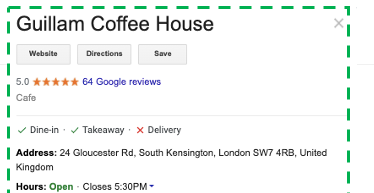 Guillam Coffee House
Website Directions Save
5.0 ★★★★★ 64 Google reviews
Cafe
✓ Dine-in · ✓ Takeaway · ✕ Delivery
Address: 24 Gloucester Rd, South Kensington, London SW7 4RB, United
Kingdom
Hours: Open · Closes 5:30PM